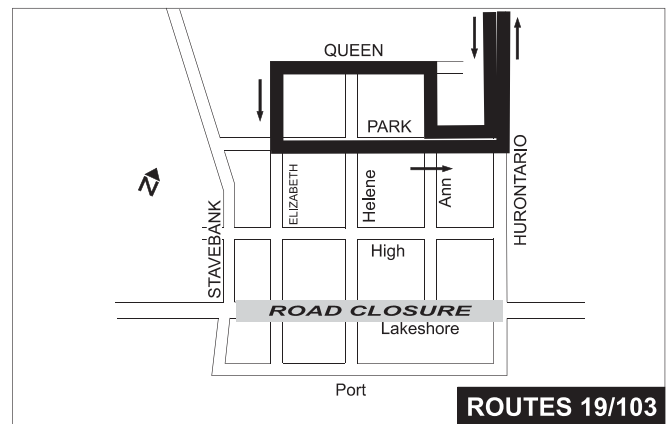 QUEEN
PARK
HURONTARIO
ELIZABETH
Helene
Ann
N
STAVEBANK
High
ROAD CLOSURE
Lakeshore
Port
ROUTES 19/103